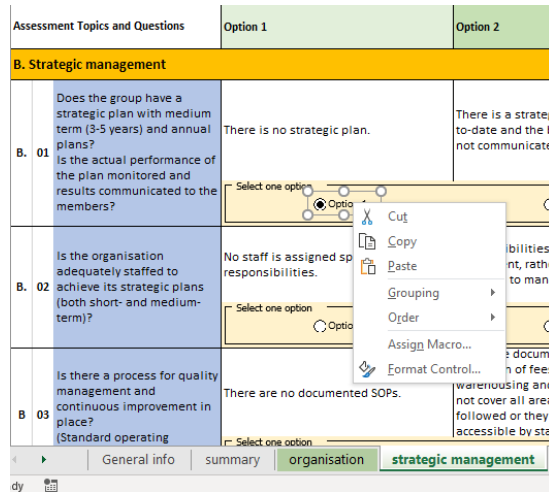 Assessment Topics and Questions
Option 1
Option 2
B. Strategic management
B. 01
Does the group have a
strategic plan with medium
term (3-5 years) and annual
plans?
Is the actual performance of
the plan monitored and
results communicated to the
members?
There is no strategic plan.
There is a
to-date and the
not communicate
Select one option
B. 02
Is the organisation
adequately staffed to
achieve its strategic plans
(both short- and medium-
term)?
No staff is assigned
responsibilities.
to man
Select one option
B 03
Is there a process for quality
management and
continuous improvement in
place?
(Standard operating
There are no documented SOPs.
of fees
warehousing and
not cover all
followed or they
accessible by
Select one option
Cut
Copy
Paste
Grouping
Order
Assign Macro...
Format Control...
General info
summary
organisation
strategic management
dy